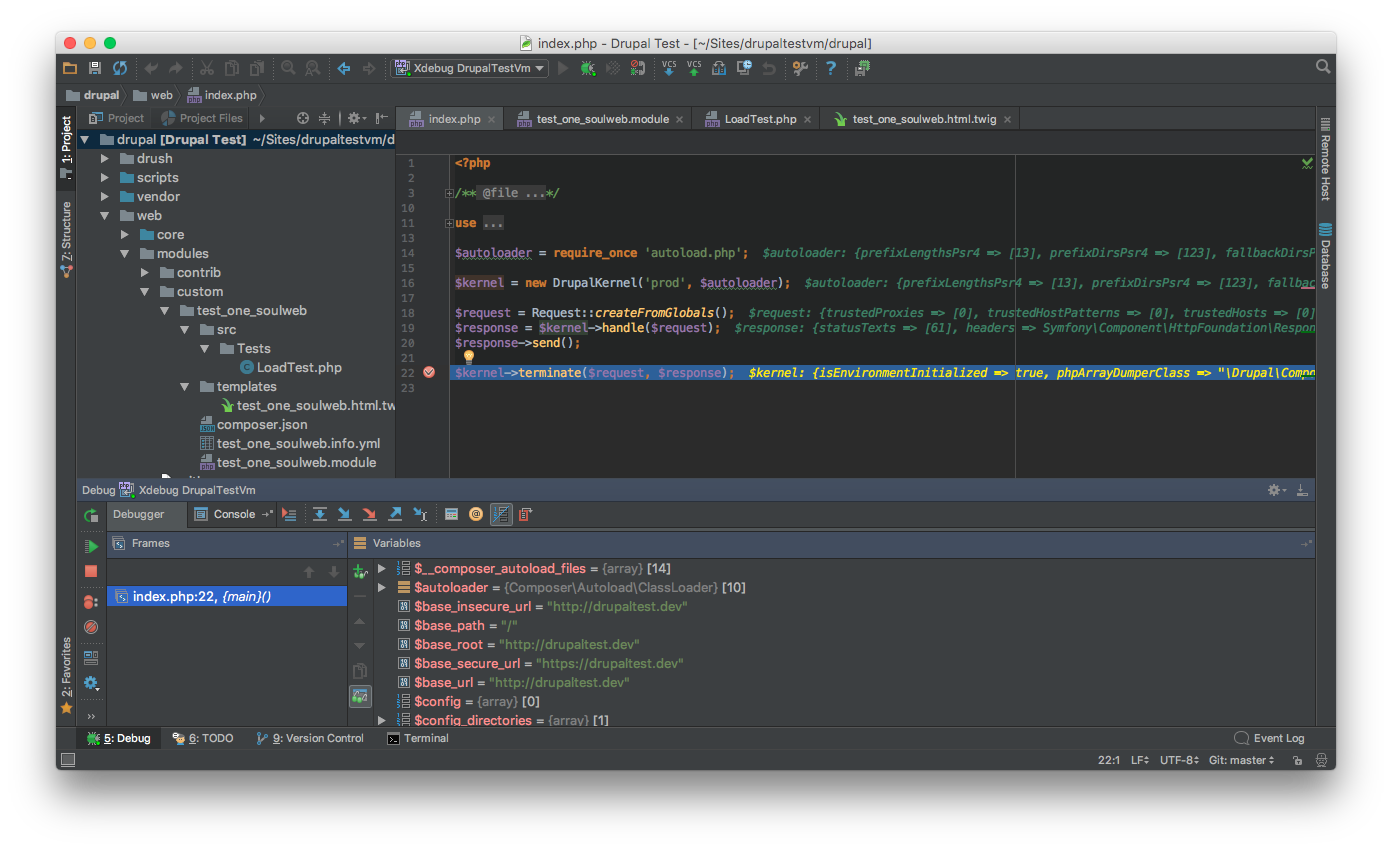 index.php - Drupal Test - [~/Sites/drupaltestvm/drupal]
Xdebug DrupalTestVm
VCS VCS
drupal web index.php
1: Project
Z: Structure
2: Favorites
Project Project Files
drupal [Drupal Test] ~/Sites/drupaltestvm/d
drush
scripts
vendor
web
core
modules
contrib
custom
test_one_soulweb
src
Tests
LoadTest.php
templates
test_one_soulweb.html.tw
composer.json
test_one_soulweb.info.yml
test_one_soulweb.module
index.php test_one_soulweb.module LoadTest.php test_one_soulweb.html.twig
1 <?php
2
3 /** @file ...*/
10
11 use ...
13
14 $autoloader = require_once 'autoload.php'; $autoloader: {prefixLengthsPsr4 => [13], prefixDirsPsr4 => [123], fallbackDirsP
15
16 $kernel = new DrupalKernel('prod', $autoloader); $autoloader: {prefixLengthsPsr4 => [13], prefixDirsPsr4 => [123], fallbac
17
18 $request = Request::createFromGlobals(); $request: {trustedProxies => [0], trustedHostPatterns => [0], trustedHosts => [0]
19 $response = $kernel->handle($request); $response: {statusTexts => [61], headers => Symfony\Component\HttpFoundation\Respon
20 $response->send();
21
22 $kernel->terminate($request, $response); $kernel: {isEnvironmentInitialized => true, phpArrayDumperClass => "\Drupal\Compo
23
Remote Host
Database
Debug Xdebug DrupalTestVm
Debugger Console
Frames
index.php:22, {main}()
Variables
$__composer_autoload_files = {array} [14]
$autoloader = {Composer\Autoload\ClassLoader} [10]
$base_insecure_url = "http://drupaltest.dev"
$base_path = "/"
$base_root = "http://drupaltest.dev"
$base_secure_url = "https://drupaltest.dev"
$base_url = "http://drupaltest.dev"
$config = {array} [0]
$config_directories = {array} [1]
5: Debug 6: TODO 9: Version Control Terminal Event Log
22:1 LF UTF-8 Git: master